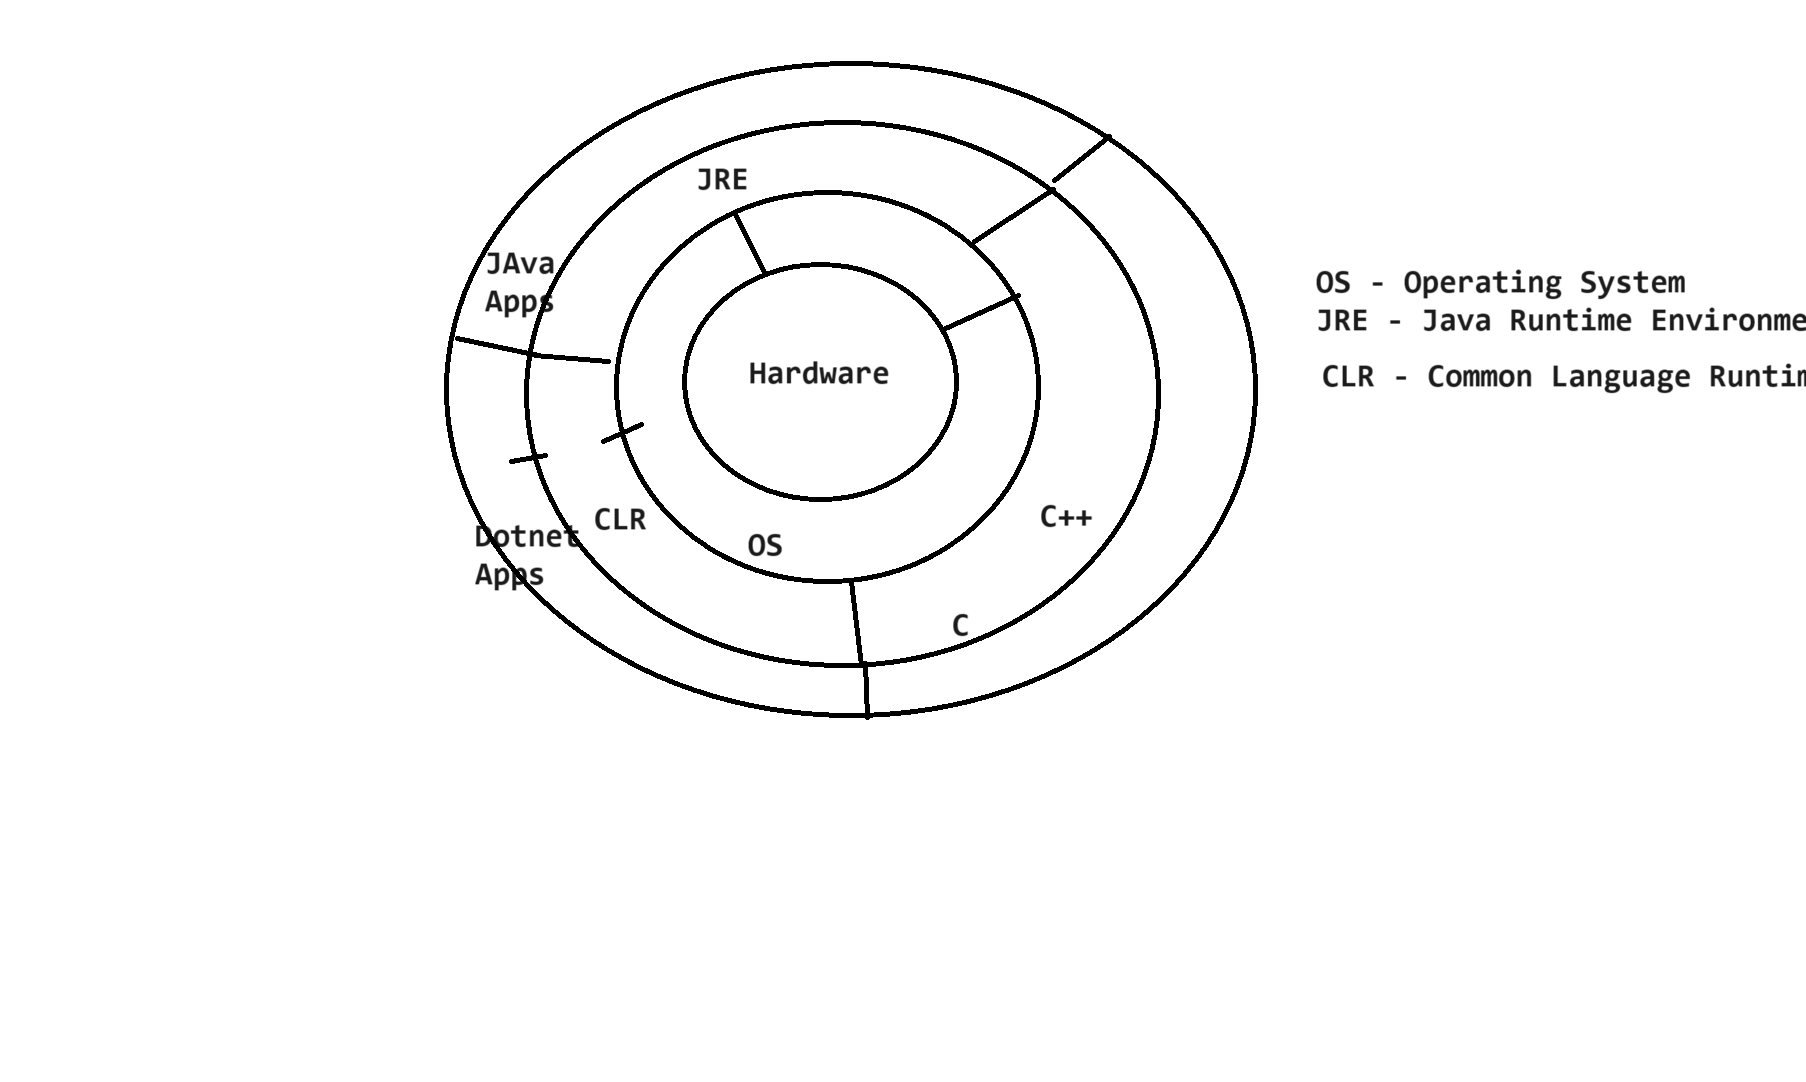 JRE
JAva
Apps
Hardware
CLR
Dotnet
Apps
OS
C++
C
OS - Operating System
JRE - Java Runtime Environme
CLR - Common Language Runtim